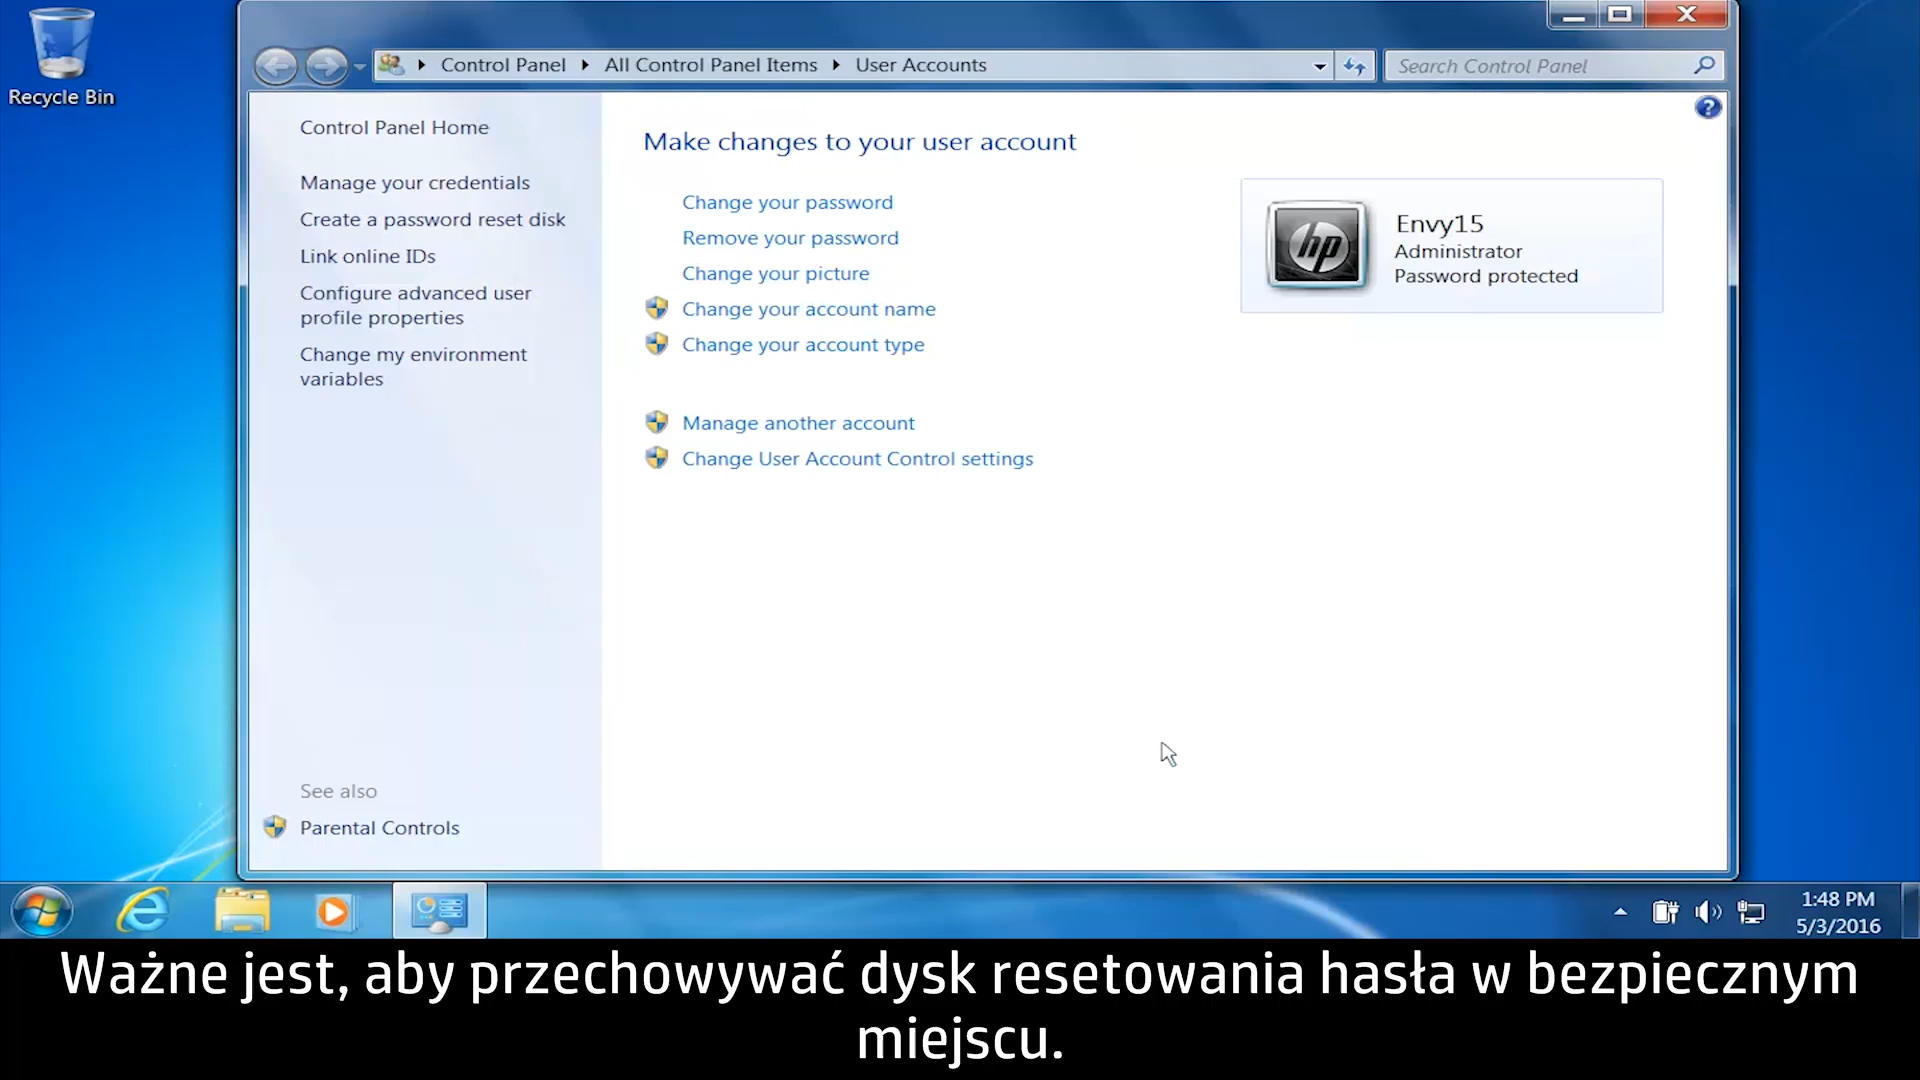 Recycle Bin
Control Panel
All Control Panel Items
User Accounts
Search Control Panel
Control Panel Home
Manage your credentials
Create a password reset disk
Link online IDs
Configure advanced user
profile properties
Change my environment
variables
See also
Parental Controls
Make changes to your user account
Change your password
Remove your password
Change your picture
Change your account name
Change your account type
Manage another account
Change User Account Control settings
hp
Envy15
Administrator
Password protected
?
1:48 PM
5/3/2016
Ważne jest, aby przechowywać dysk resetowania hasła w bezpiecznym
miejscu.